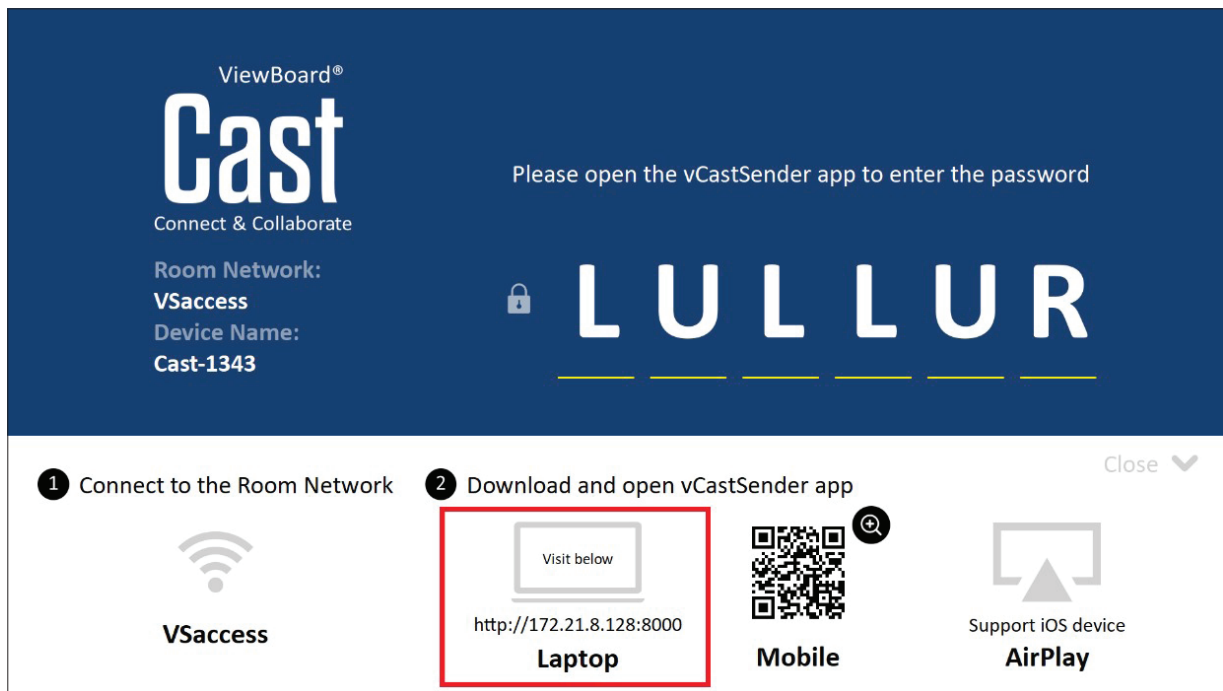 ViewBoard®
Cast
Connect & Collaborate
Room Network:
VSaccess
Device Name:
Cast-1343
Please open the vCastSender app to enter the password
L U L L U R
Close
1 Connect to the Room Network
VSaccess
2 Download and open vCastSender app
Visit below
http://172.21.8.128:8000
Laptop
Mobile
Support iOS device
AirPlay